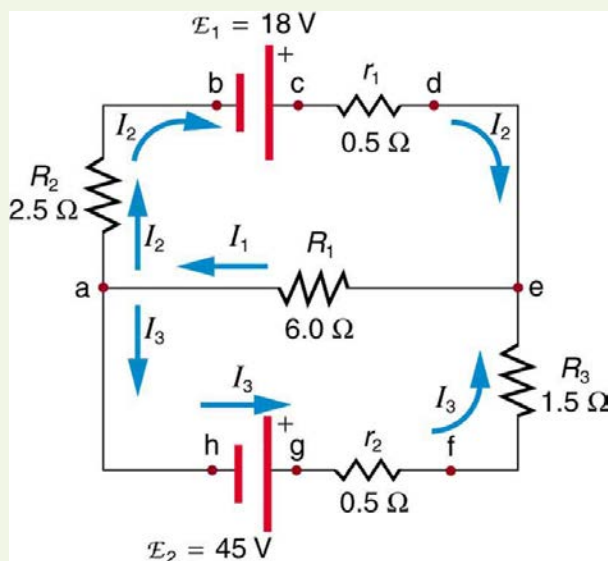 ℰ₁ = 18 V
+
b
c
r₁
d
0.5 Ω
I₂
I₂
R₂
2.5 Ω
I₂
I₁
R₁
a
e
6.0 Ω
I₃
R₃
1.5 Ω
I₃
+
I₃
h
g
r₂
f
0.5 Ω
ℰ₂ = 45 V